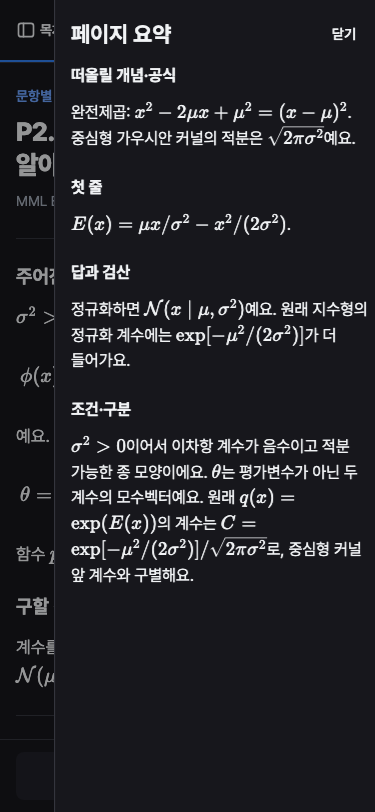 목
페이지 요약
닫기
떠올릴 개념·공식
문항별
완전제곱: x² − 2μx + μ² = (x − μ)².
P2.
중심형 가우시안 커널의 적분은 √(2πσ²)예요.
알아
MML
첫 줄
E(x) = μx/σ² − x²/(2σ²).
답과 검산
주어진
정규화하면 𝒩(x | μ, σ²)예요. 원래 지수형의
σ² >
정규화 계수에는 exp[−μ²/(2σ²)]가 더
들어가요.
ϕ(x
조건·구분
예요.
σ² > 0이어서 이차항 계수가 음수이고 적분
가능한 종 모양이에요. θ는 평가변수가 아닌 두
θ =
계수의 모수벡터예요. 원래 q(x) =
exp(E(x))의 계수는 C =
함수
exp[−μ²/(2σ²)]/√(2πσ²)로, 중심형 커널
앞 계수와 구별해요.
구할
계수를
𝒩(μ